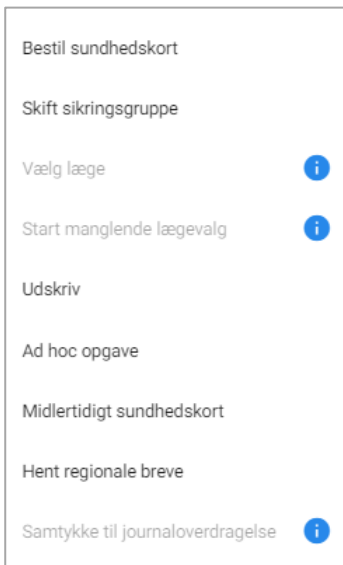 Bestil sundhedskort
Skift sikringsgruppe
Vælg læge
Start manglende lægevalg
Udskriv
Ad hoc opgave
Midlertidigt sundhedskort
Hent regionale breve
Samtykke til journaloverdragelse